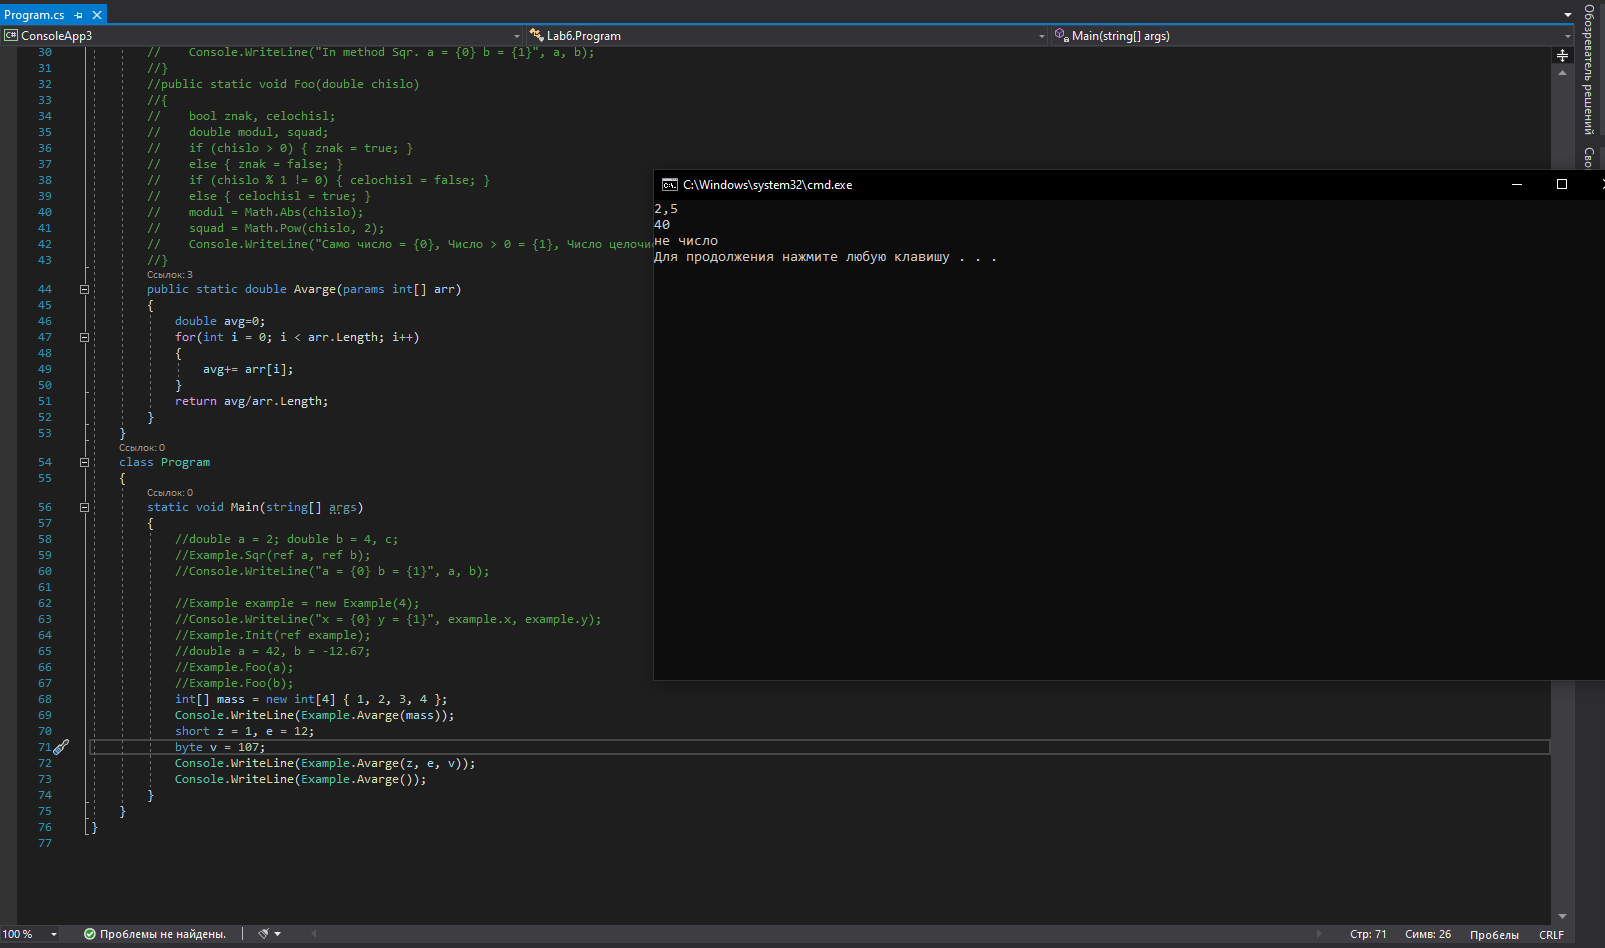 Program.cs
ConsoleApp3
Lab6.Program
Main(string[] args)
30 // Console.WriteLine("In method Sqr. a = {0} b = {1}", a, b);
31 //}
32 //public static void Foo(double chislo)
33 //{
34 // bool znak, celochisl;
35 // double modul, squad;
36 // if (chislo > 0) { znak = true; }
37 // else { znak = false; }
38 // if (chislo % 1 != 0) { celochisl = false; }
39 // else { celochisl = true; }
40 // modul = Math.Abs(chislo);
41 // squad = Math.Pow(chislo, 2);
42 // Console.WriteLine("Само число = {0}, Число > 0 = {1}, Число целочи
43 //}
Ссылок: 3
44 public static double Avarge(params int[] arr)
45 {
46 double avg=0;
47 for(int i = 0; i < arr.Length; i++)
48 {
49 avg+= arr[i];
50 }
51 return avg/arr.Length;
52 }
53 }
Ссылок: 0
54 class Program
55 {
Ссылок: 0
56 static void Main(string[] args)
57 {
58 //double a = 2; double b = 4, c;
59 //Example.Sqr(ref a, ref b);
60 //Console.WriteLine("a = {0} b = {1}", a, b);
61
62 //Example example = new Example(4);
63 //Console.WriteLine("x = {0} y = {1}", example.x, example.y);
64 //Example.Init(ref example);
65 //double a = 42, b = -12.67;
66 //Example.Foo(a);
67 //Example.Foo(b);
68 int[] mass = new int[4] { 1, 2, 3, 4 };
69 Console.WriteLine(Example.Avarge(mass));
70 short z = 1, e = 12;
71 byte v = 107;
72 Console.WriteLine(Example.Avarge(z, e, v));
73 Console.WriteLine(Example.Avarge());
74 }
75 }
76 }
77
C:\Windows\system32\cmd.exe
2,5
40
не число
Для продолжения нажмите любую клавишу . . .
Обозреватель решений
Сво
100 %
Проблемы не найдены.
Стр: 71
Симв: 26
Пробелы
CRLF